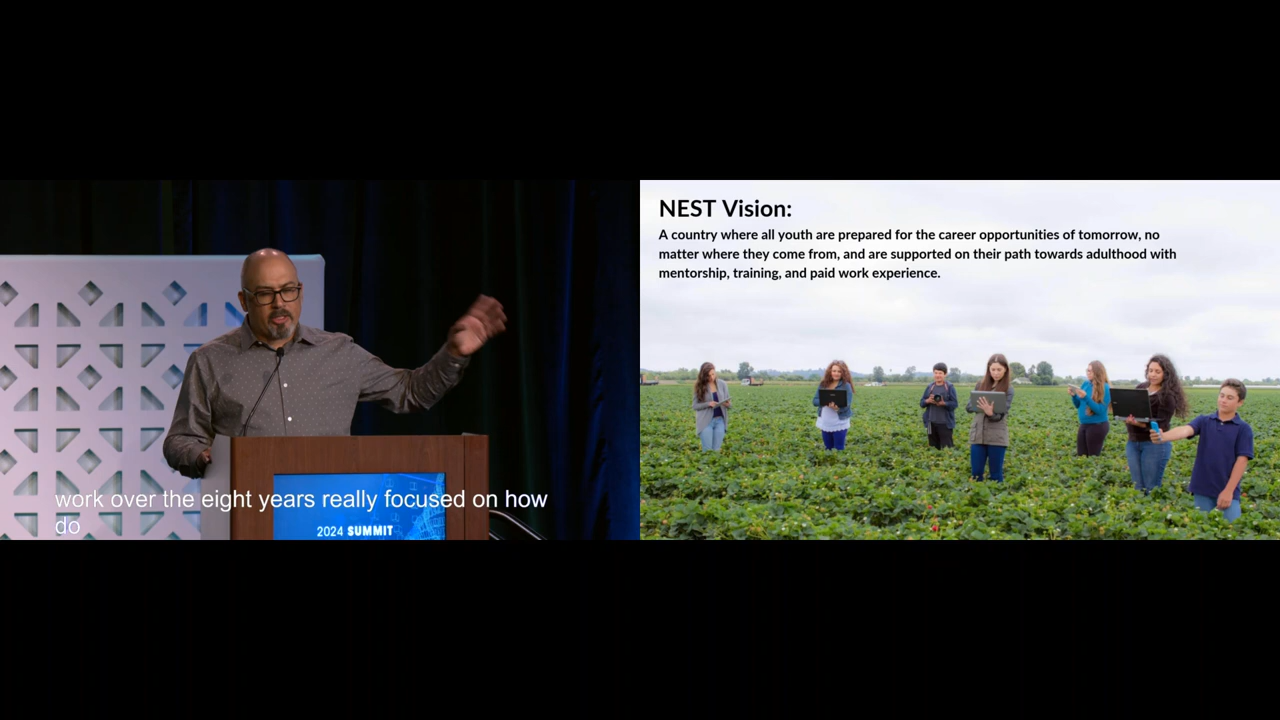 work over the eight years really focused on how
do
2024 SUMMIT
NEST Vision:
A country where all youth are prepared for the career opportunities of tomorrow, no
matter where they come from, and are supported on their path towards adulthood with
mentorship, training, and paid work experience.